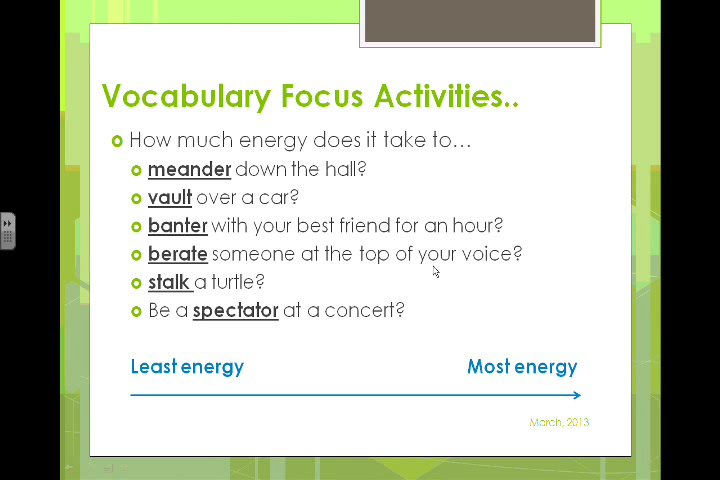 Vocabulary Focus Activities..
How much energy does it take to…
meander down the hall?
vault over a car?
banter with your best friend for an hour?
berate someone at the top of your voice?
stalk a turtle?
Be a spectator at a concert?
Least energy Most energy
March, 2013